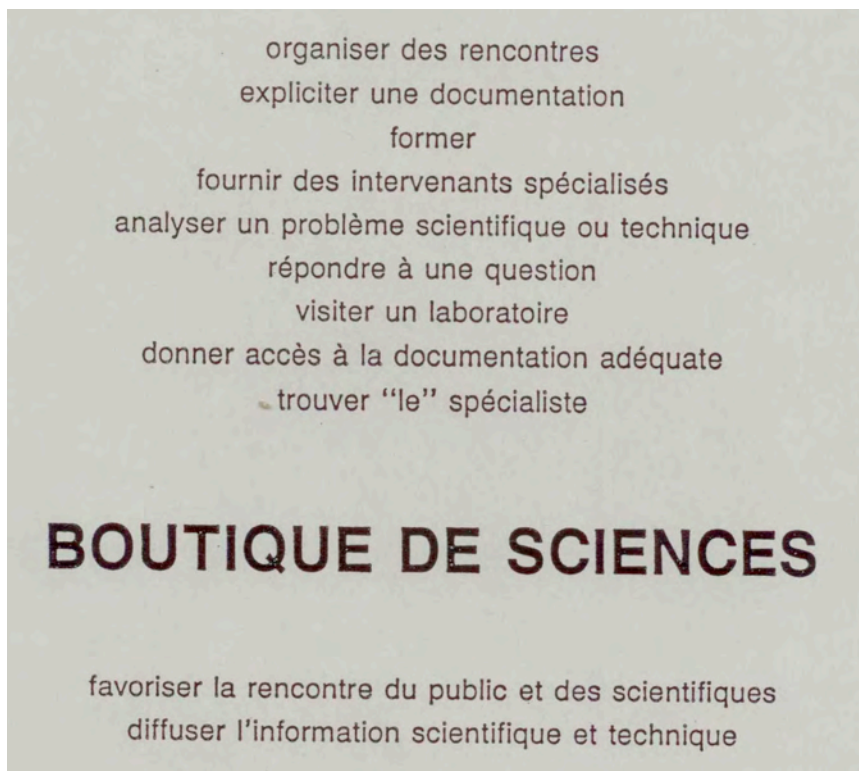 organiser des rencontres
expliciter une documentation
former
fournir des intervenants spécialisés
analyser un problème scientifique ou technique
répondre à une question
visiter un laboratoire
donner accès à la documentation adéquate
trouver “le” spécialiste
BOUTIQUE DE SCIENCES
favoriser la rencontre du public et des scientifiques
diffuser l'information scientifique et technique